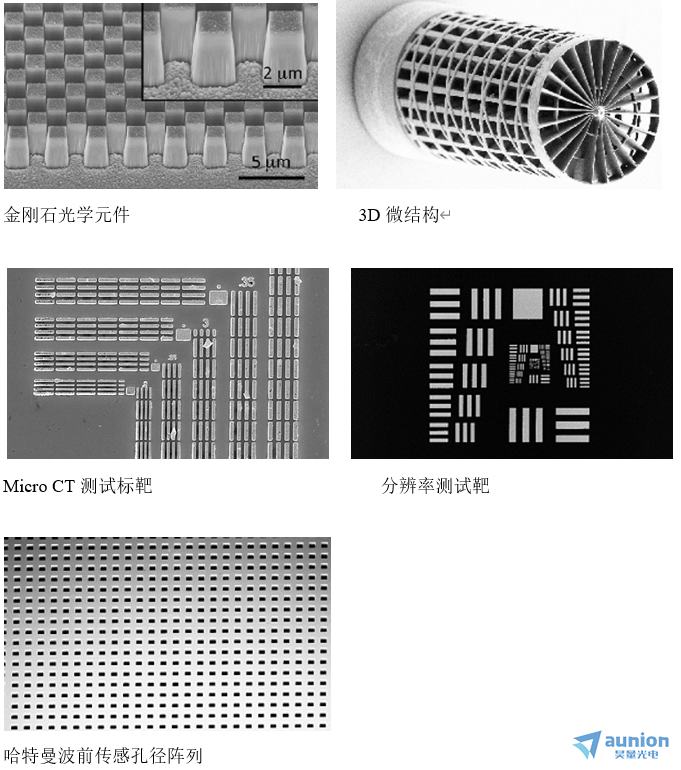 2 μm
5 μm
金刚石光学元件
3D 微结构↵
.35
3
Micro CT 测试标靶
分辨率测试靶
哈特曼波前传感孔径阵列
aunion
昊量光电